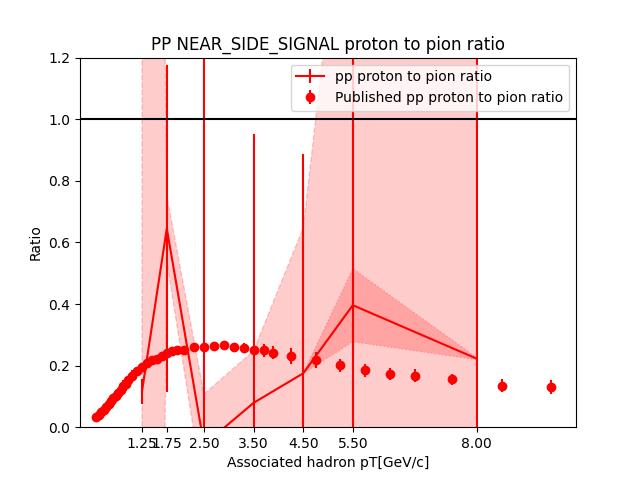 PP NEAR_SIDE_SIGNAL proton to pion ratio
pp proton to pion ratio
Published pp proton to pion ratio
1.2
1.0
0.8
0.6
0.4
0.2
0.0
Ratio
1.25 1.75 2.50 3.50 4.50 5.50 8.00
Associated hadron pT[GeV/c]